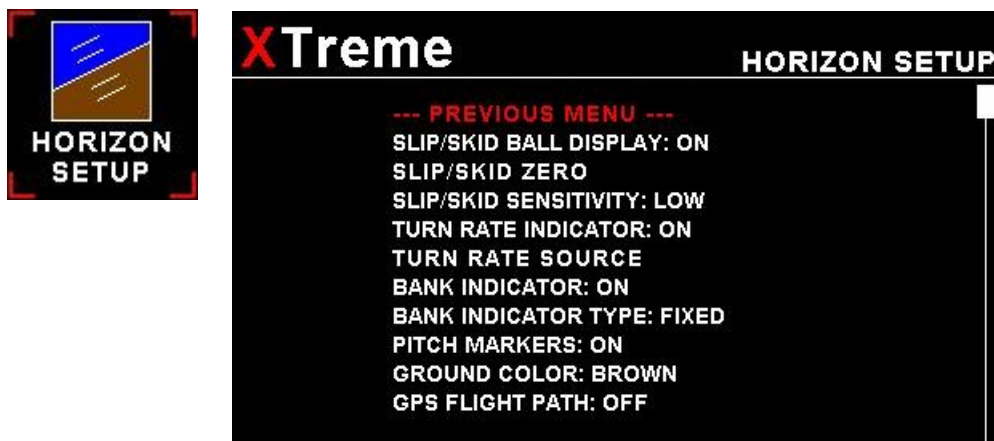 HORIZON
SETUP
XTreme
HORIZON SETUP
--- PREVIOUS MENU ---
SLIP/SKID BALL DISPLAY: ON
SLIP/SKID ZERO
SLIP/SKID SENSITIVITY: LOW
TURN RATE INDICATOR: ON
TURN RATE SOURCE
BANK INDICATOR: ON
BANK INDICATOR TYPE: FIXED
PITCH MARKERS: ON
GROUND COLOR: BROWN
GPS FLIGHT PATH: OFF